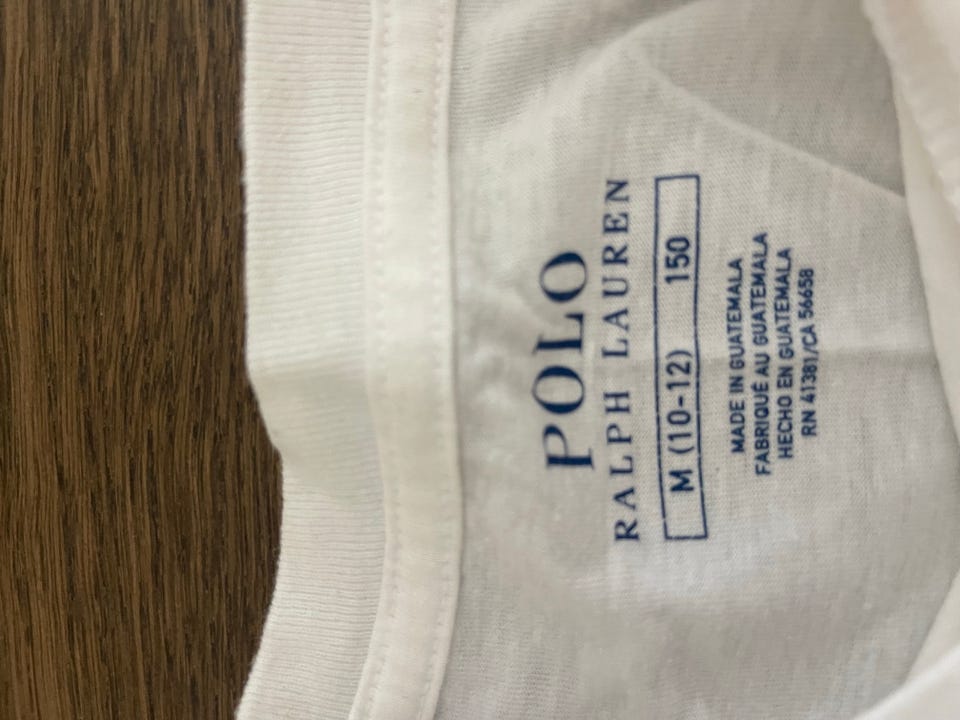 POLO
RALPH LAUREN
M (10-12) 150
MADE IN GUATEMALA
FABRIQUÉ AU GUATEMALA
HECHO EN GUATEMALA
RN 41381/CA 56658